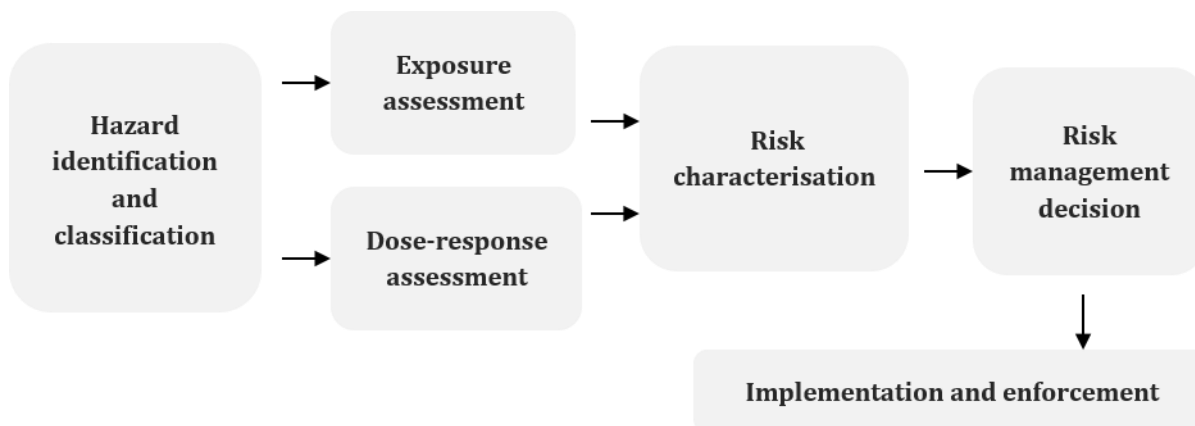 Hazard
identification
and
classification
Exposure
assessment
Dose-response
assessment
Risk
characterisation
Risk
management
decision
Implementation and enforcement